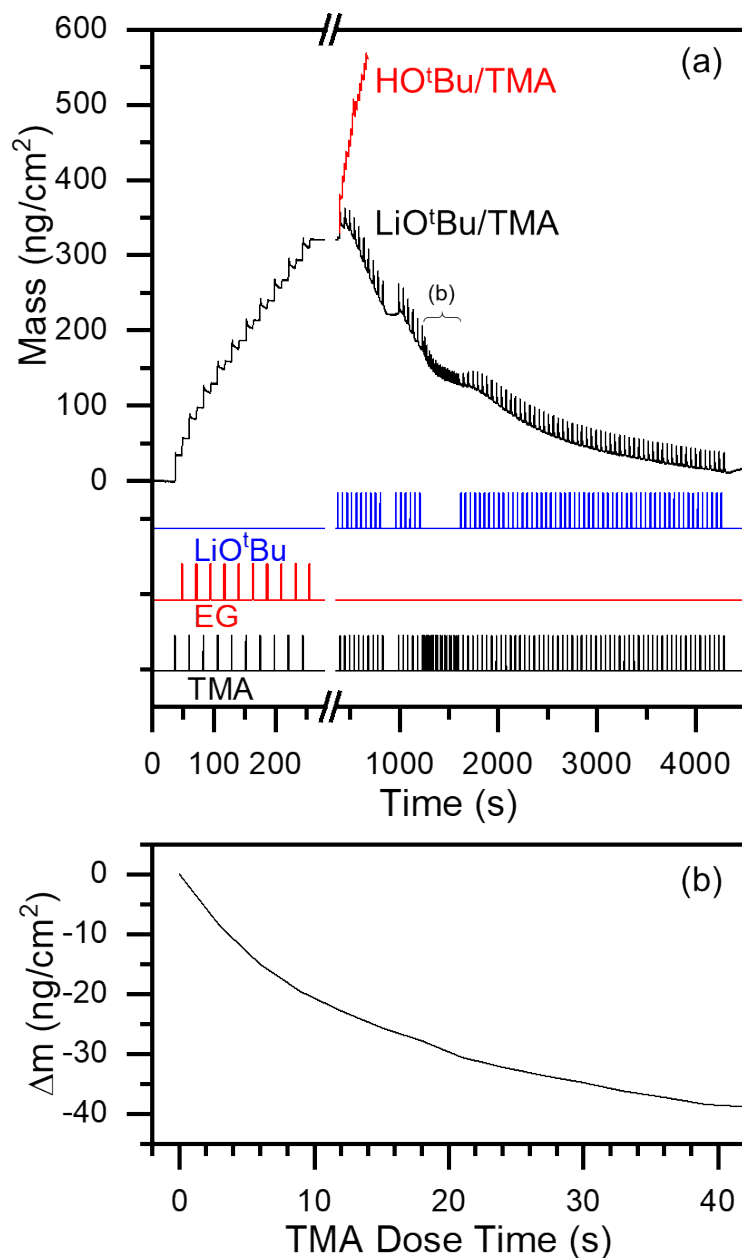 600
500
400
300
200
100
0
Mass (ng/cm²)
(a)
HOᵗBu/TMA
LiOᵗBu/TMA
(b)
LiOᵗBu
EG
TMA
0 100 200 1000 2000 3000 4000
Time (s)
(b)
0
-10
-20
-30
-40
Δm (ng/cm²)
0 10 20 30 40
TMA Dose Time (s)